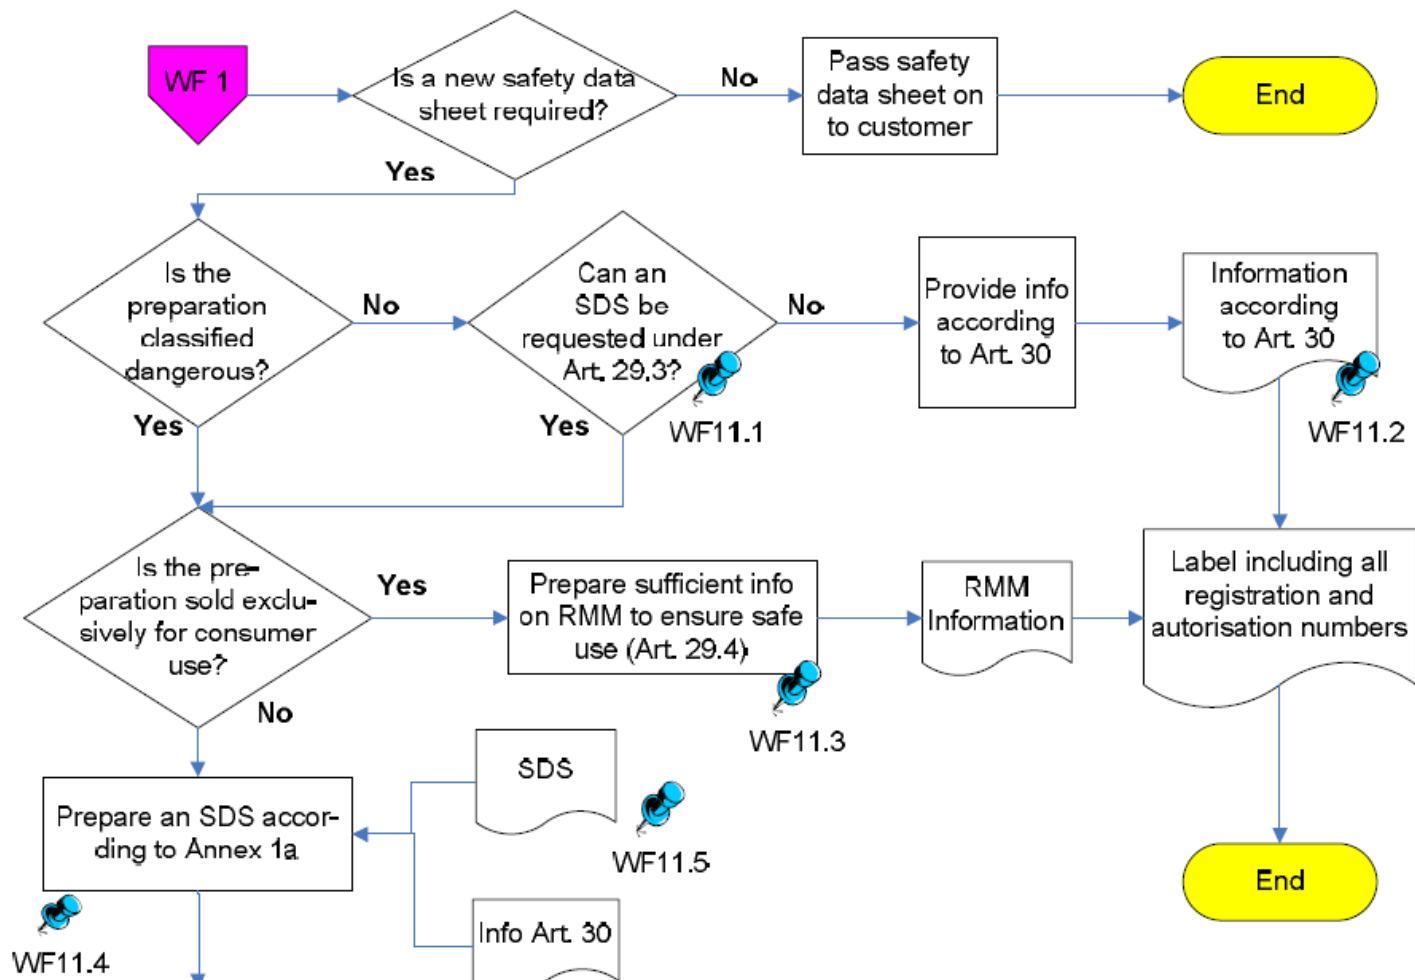 WF 1
Is a new safety data
sheet required?
No
Pass safety
data sheet on
to customer
End
Yes
Is the
preparation
classified
dangerous?
No
Can an
SDS be
requested under
Art. 29.3?
No
Provide info
according
to Art. 30
Information
according
to Art. 30
Yes
Yes
WF11.1
WF11.2
Is the pre-
paration sold exclu-
sively for consumer
use?
Yes
Prepare sufficient info
on RMM to ensure safe
use (Art. 29.4)
RMM
Information
Label including all
registration and
autorisation numbers
No
WF11.3
SDS
Prepare an SDS accor-
ding to Annex 1a
WF11.5
End
Info Art. 30
WF11.4